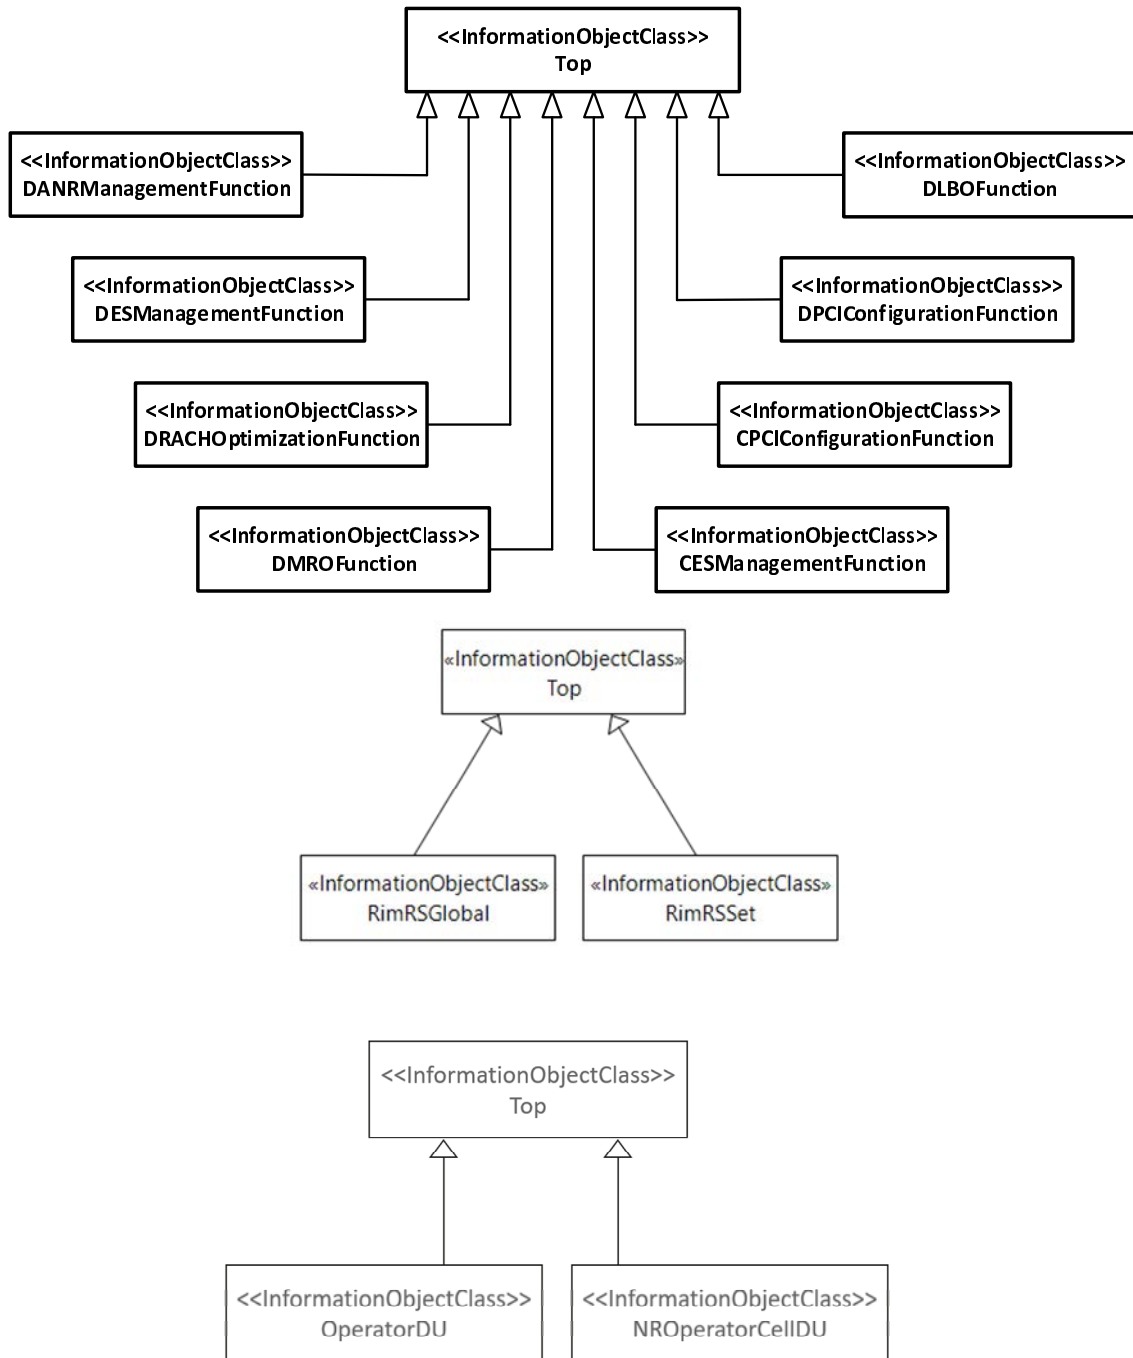 <<InformationObjectClass>>
Top
<<InformationObjectClass>>
DANRManagementFunction
<<InformationObjectClass>>
DLBOFunction
<<InformationObjectClass>>
DESManagementFunction
<<InformationObjectClass>>
DPCIConfigurationFunction
<<InformationObjectClass>>
DRACHOptimizationFunction
<<InformationObjectClass>>
CPCIConfigurationFunction
<<InformationObjectClass>>
DMROFunction
<<InformationObjectClass>>
CESManagementFunction
«InformationObjectClass»
Top
«InformationObjectClass»
RimRSGlobal
«InformationObjectClass»
RimRSSet
<<InformationObjectClass>>
Top
<<InformationObjectClass>>
OperatorDU
<<InformationObjectClass>>
NROperatorCellDU